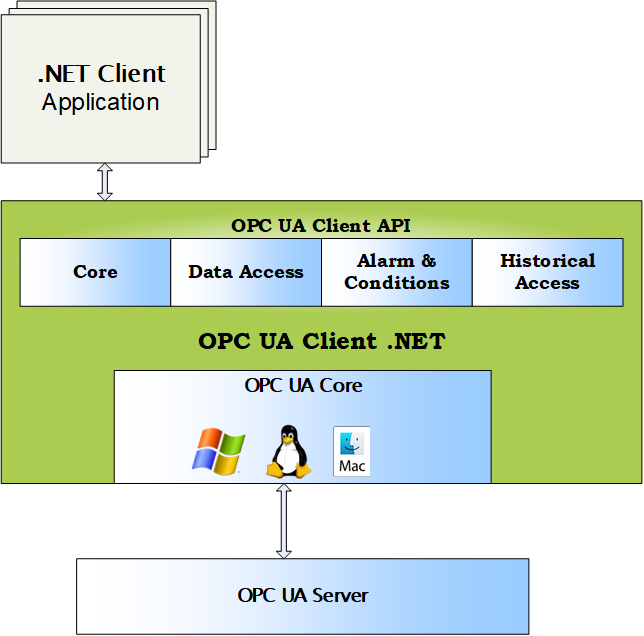 .NET Client
Application
OPC UA Client API
Core
Data Access
Alarm &
Conditions
Historical
Access
OPC UA Client .NET
OPC UA Core
Mac
OPC UA Server